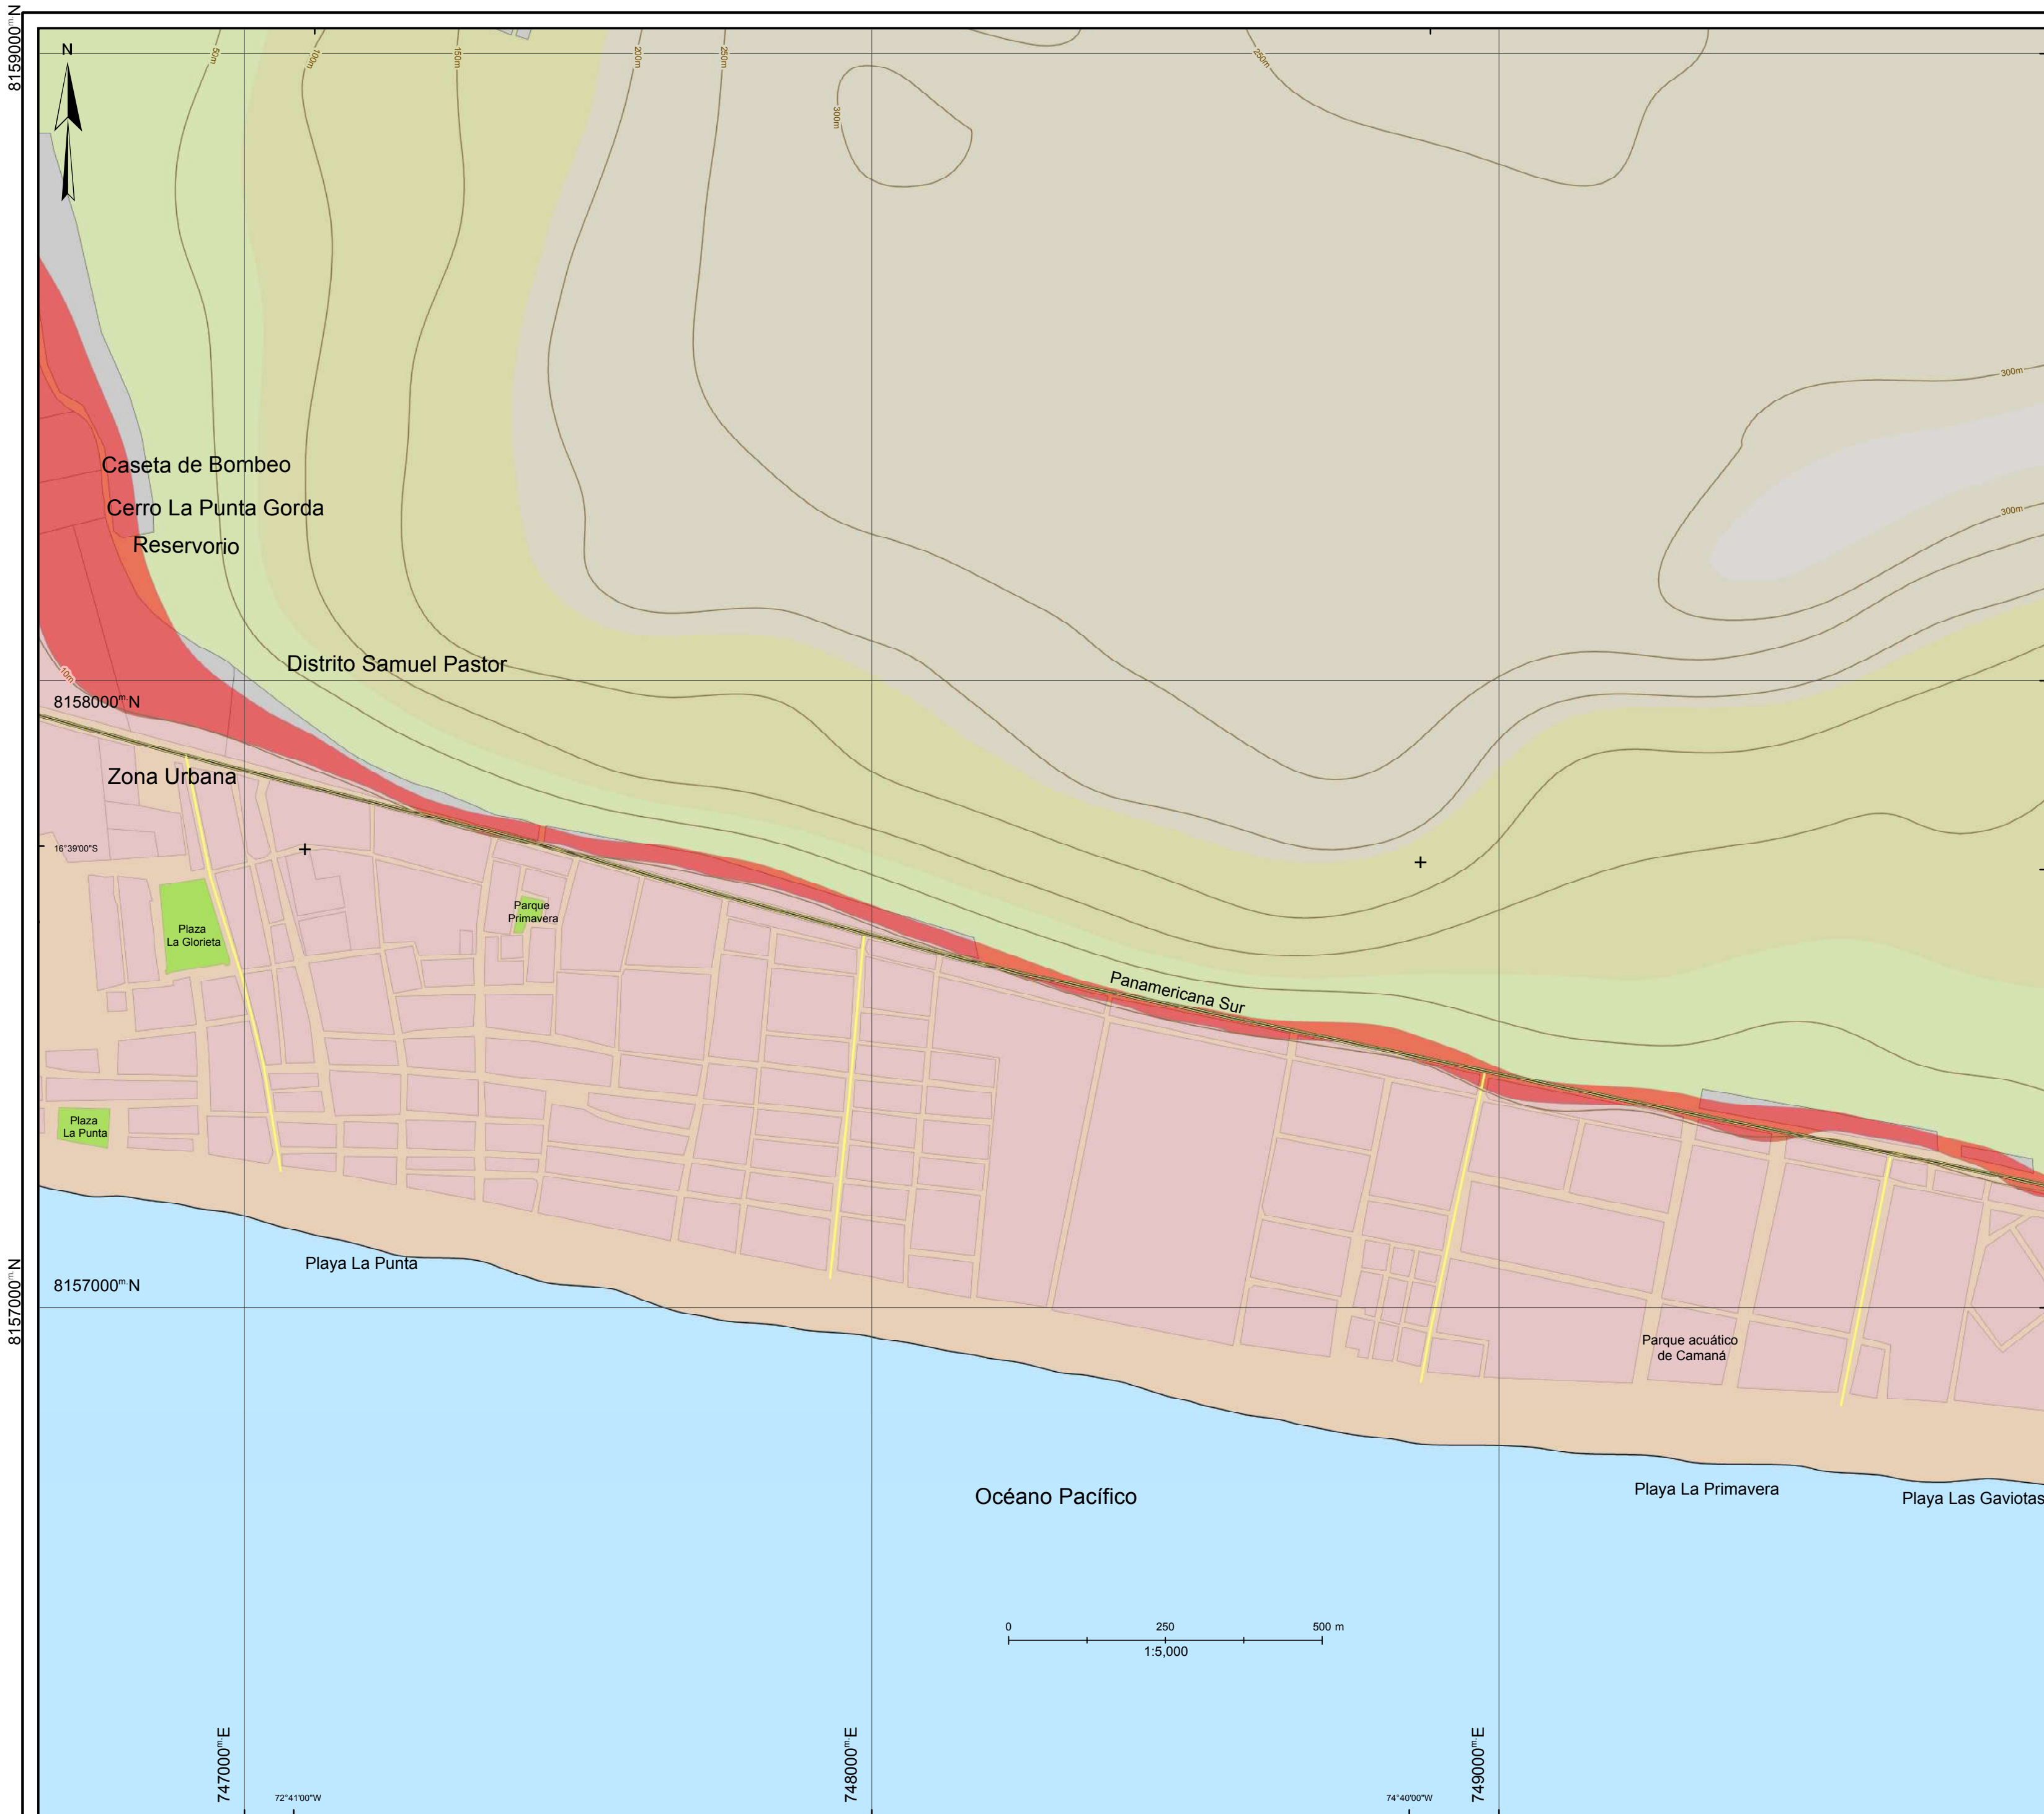 8159000m.N
N
50m
100m
150m
200m
250m
300m
250m
300m
300m
Caseta de Bombeo
Cerro La Punta Gorda
Reservorio
Distrito Samuel Pastor
10m
8158000m.N
Zona Urbana
16°39'00"S
Plaza
La Glorieta
Parque
Primavera
Panamericana Sur
Plaza
La Punta
Playa La Punta
8157000m.N
8157000m.N
Parque acuático
de Camaná
Océano Pacífico
Playa La Primavera
Playa Las Gaviotas
0 250 500 m
1:5,000
747000m.E
748000m.E
749000m.E
72°41'00"W
74°40'00"W